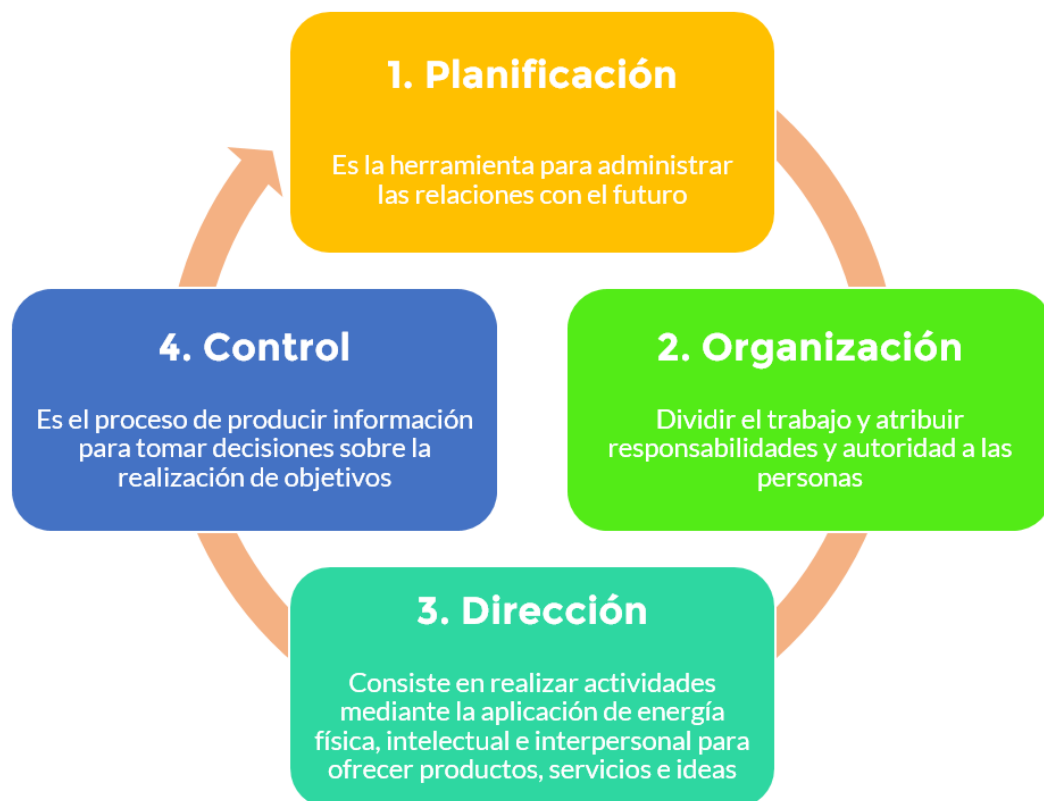 1. Planificación
Es la herramienta para administrar
las relaciones con el futuro
2. Organización
Dividir el trabajo y atribuir
responsabilidades y autoridad a las
personas
3. Dirección
Consiste en realizar actividades
mediante la aplicación de energía
física, intelectual e interpersonal para
ofrecer productos, servicios e ideas
4. Control
Es el proceso de producir información
para tomar decisiones sobre la
realización de objetivos